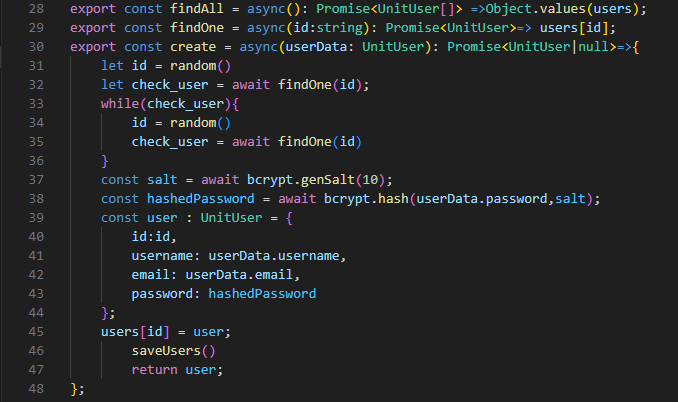 28 export const findAll = async(): Promise<UnitUser[]> =>Object.values(users);
29 export const findOne = async(id:string): Promise<UnitUser>=> users[id];
30 export const create = async(userData: UnitUser): Promise<UnitUser|null>=>{
31     let id = random()
32     let check_user = await findOne(id);
33     while(check_user){
34         id = random()
35         check_user = await findOne(id)
36     }
37     const salt = await bcrypt.genSalt(10);
38     const hashedPassword = await bcrypt.hash(userData.password,salt);
39     const user : UnitUser = {
40         id:id,
41         username: userData.username,
42         email: userData.email,
43         password: hashedPassword
44     };
45     users[id] = user;
46         saveUsers()
47         return user;
48 };